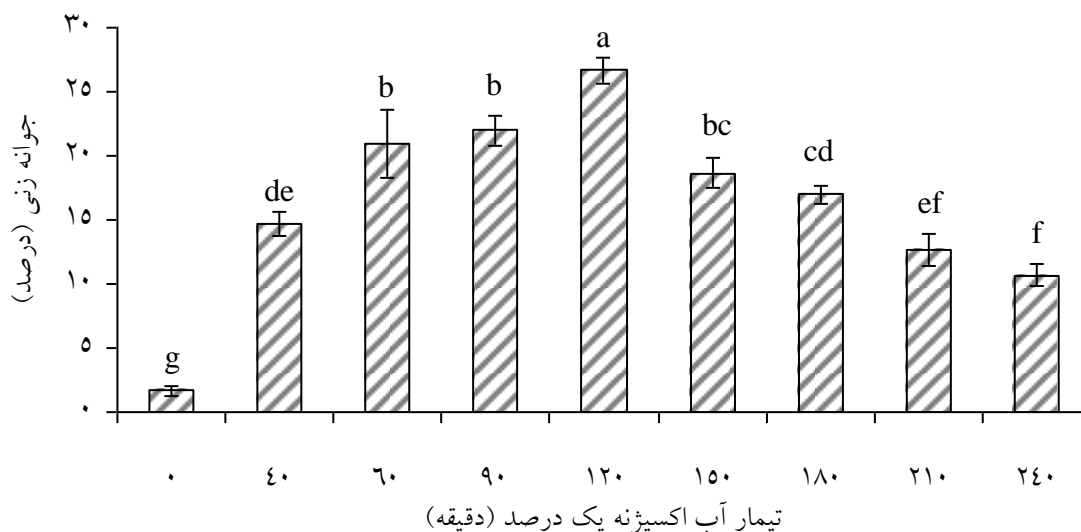 ۳۰
۲۵
۲۰
۱۵
۱۰
۵
۰
جوانه زنی (درصد)
g
de
b
b
a
bc
cd
ef
f
۰ ٤۰ ٦۰ ۹۰ ۱۲۰ ۱٥۰ ۱۸۰ ۲۱۰ ۲٤۰
تیمار آب اکسیژنه یک درصد (دقیقه)